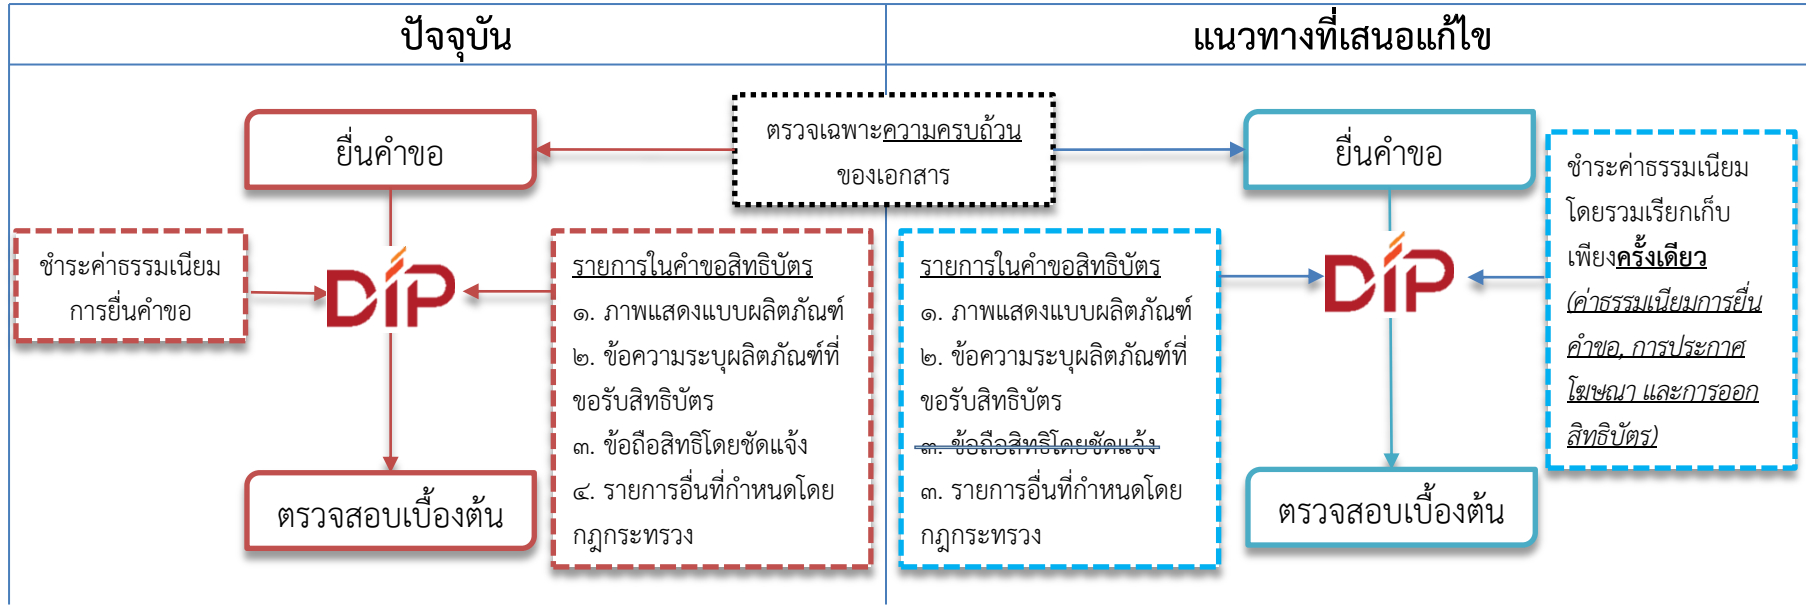 ปัจจุบัน
แนวทางที่เสนอแก้ไข
ตรวจเฉพาะความครบถ้วน
ของเอกสาร
ยื่นคำขอ
ชำระค่าธรรมเนียม
การยื่นคำขอ
DIP
รายการในคำขอสิทธิบัตร
๑. ภาพแสดงแบบผลิตภัณฑ์
๒. ข้อความระบุผลิตภัณฑ์ที่
ขอรับสิทธิบัตร
๓. ข้อถือสิทธิโดยชัดแจ้ง
๔. รายการอื่นที่กำหนดโดย
กฎกระทรวง
ตรวจสอบเบื้องต้น
ยื่นคำขอ
รายการในคำขอสิทธิบัตร
๑. ภาพแสดงแบบผลิตภัณฑ์
๒. ข้อความระบุผลิตภัณฑ์ที่
ขอรับสิทธิบัตร
๓. ข้อถือสิทธิโดยชัดแจ้ง
๓. รายการอื่นที่กำหนดโดย
กฎกระทรวง
DIP
ชำระค่าธรรมเนียม
โดยรวมเรียกเก็บ
เพียงครั้งเดียว
(ค่าธรรมเนียมการยื่น
คำขอ, การประกาศ
โฆษณา และการออก
สิทธิบัตร)
ตรวจสอบเบื้องต้น